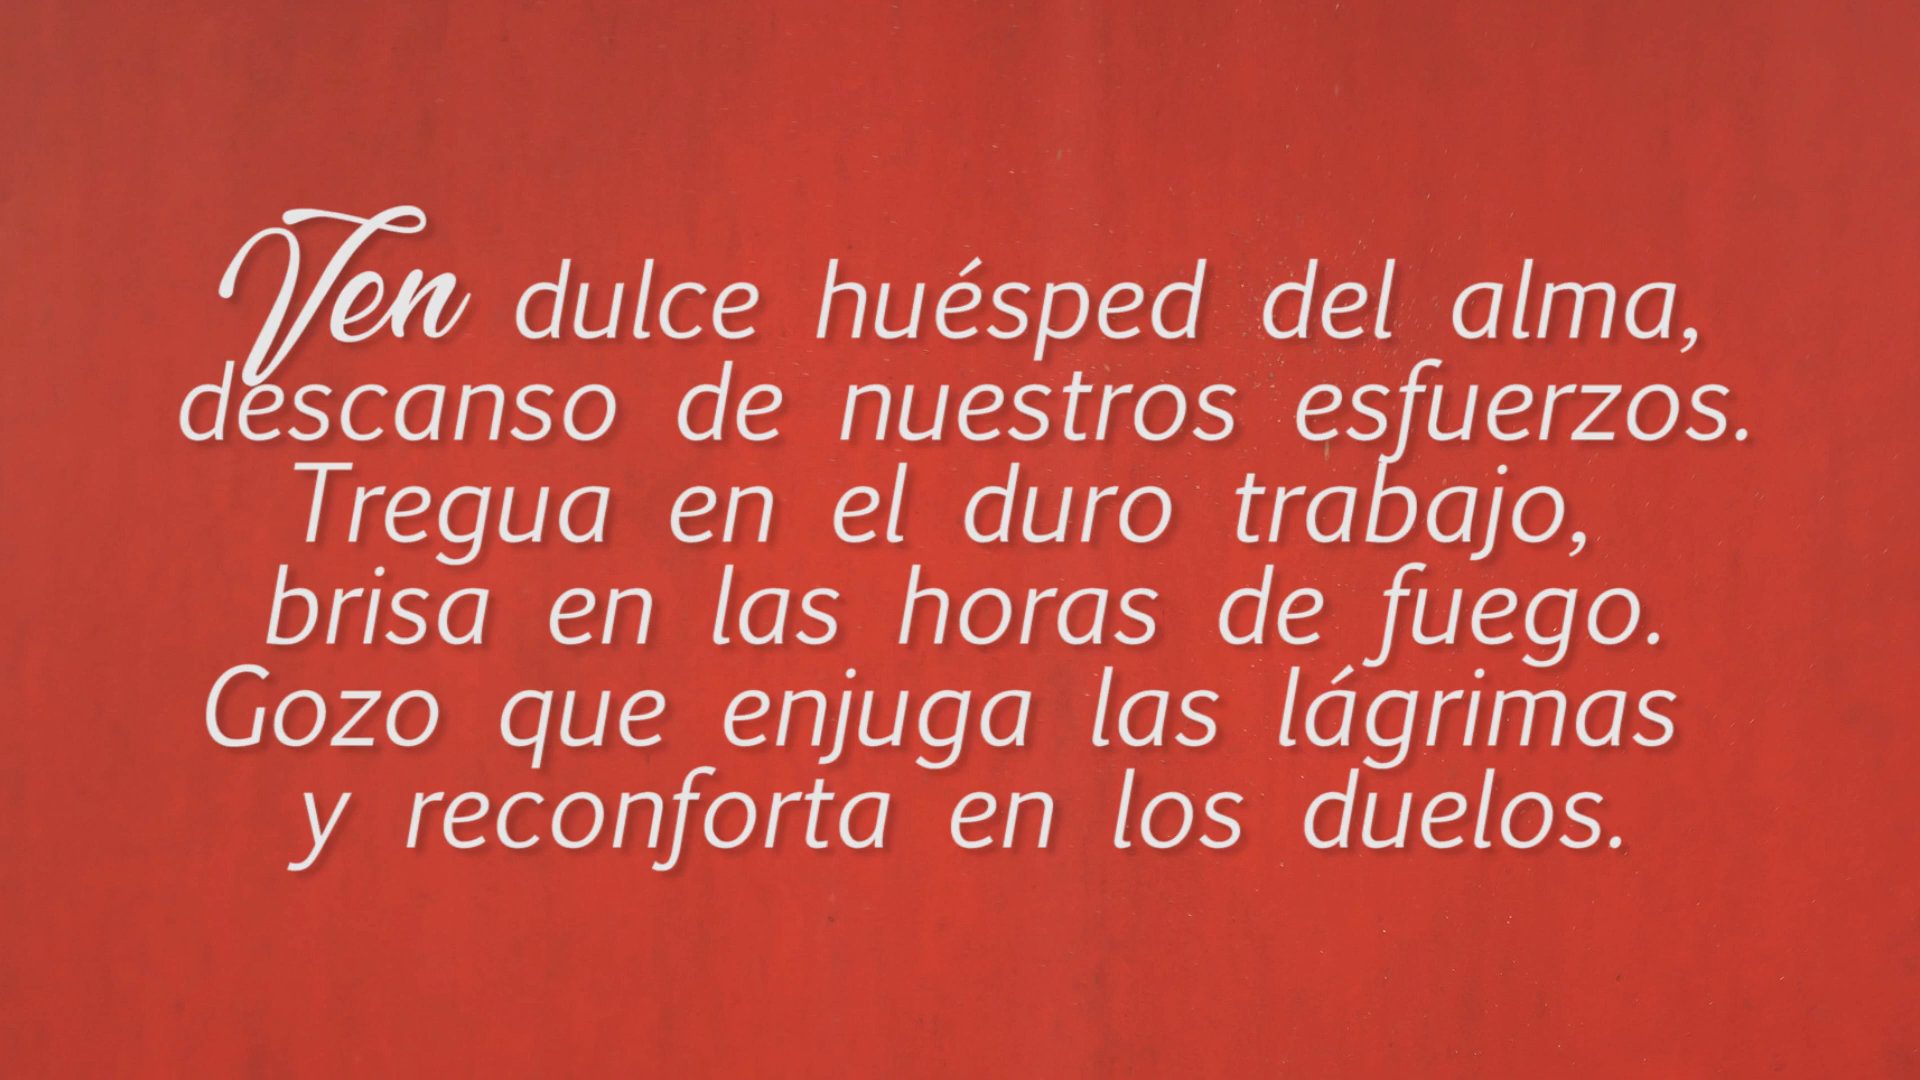 Ven dulce huésped del alma,
descanso de nuestros esfuerzos.
Tregua en el duro trabajo,
brisa en las horas de fuego.
Gozo que enjuga las lágrimas
y reconforta en los duelos.